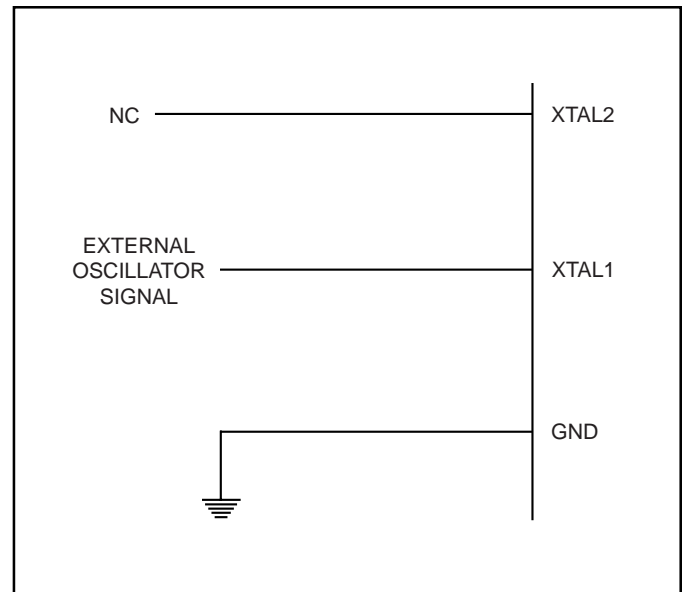 NC
XTAL2
EXTERNAL
OSCILLATOR
SIGNAL
XTAL1
GND